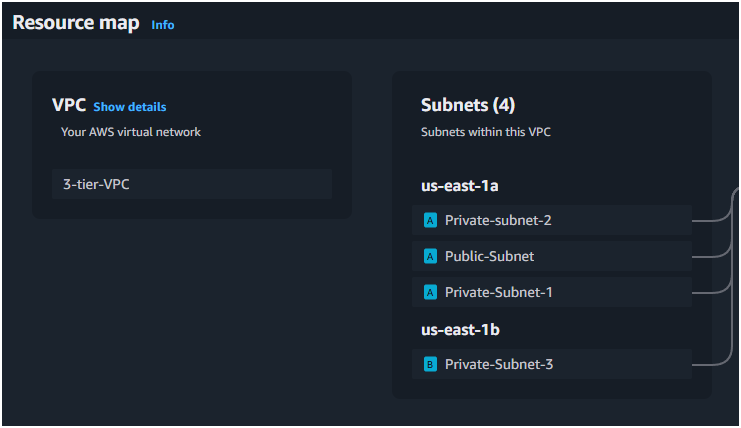 Resource map Info
VPC Show details
Your AWS virtual network
3-tier-VPC
Subnets (4)
Subnets within this VPC
us-east-1a
A Private-subnet-2
A Public-Subnet
A Private-Subnet-1
us-east-1b
B Private-Subnet-3